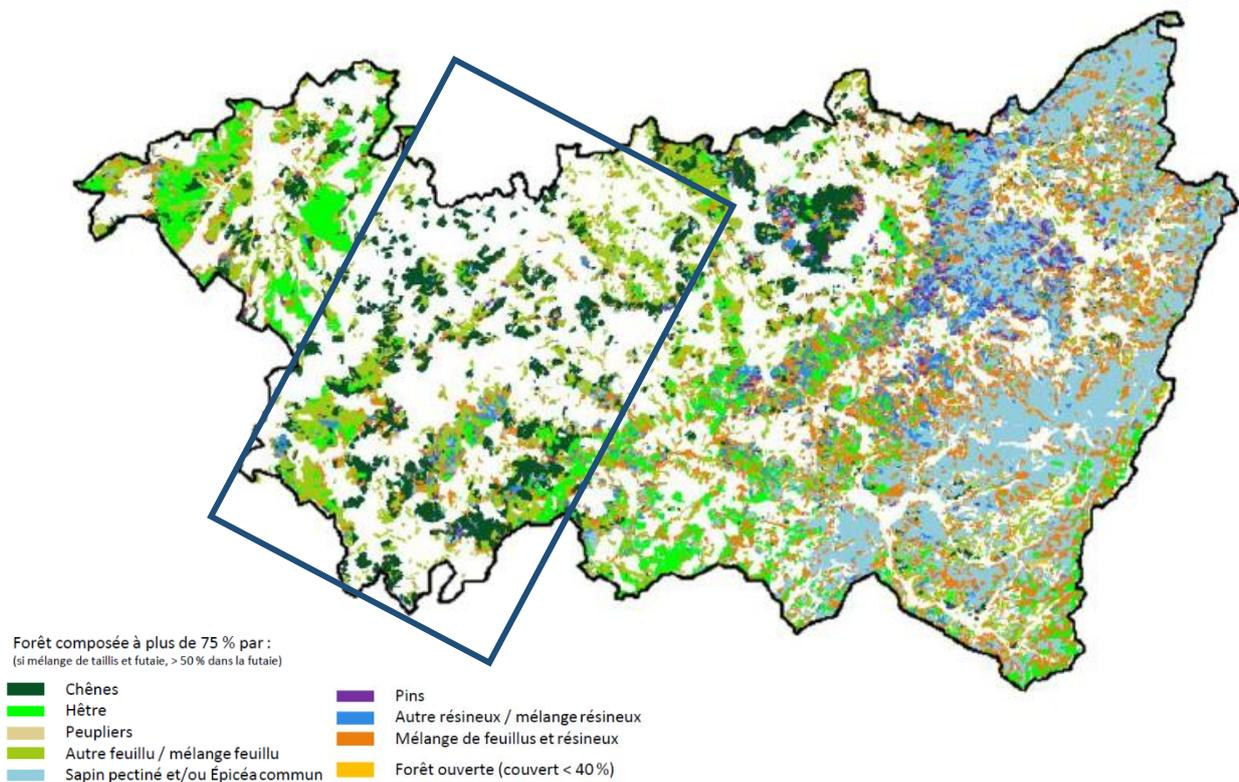 Forêt composée à plus de 75 % par :
(si mélange de taillis et futaie, > 50 % dans la futaie)
Chênes
Hêtre
Peupliers
Autre feuillu / mélange feuillu
Sapin pectiné et/ou Épicéa commun
Pins
Autre résineux / mélange résineux
Mélange de feuillus et résineux
Forêt ouverte (couvert < 40 %)